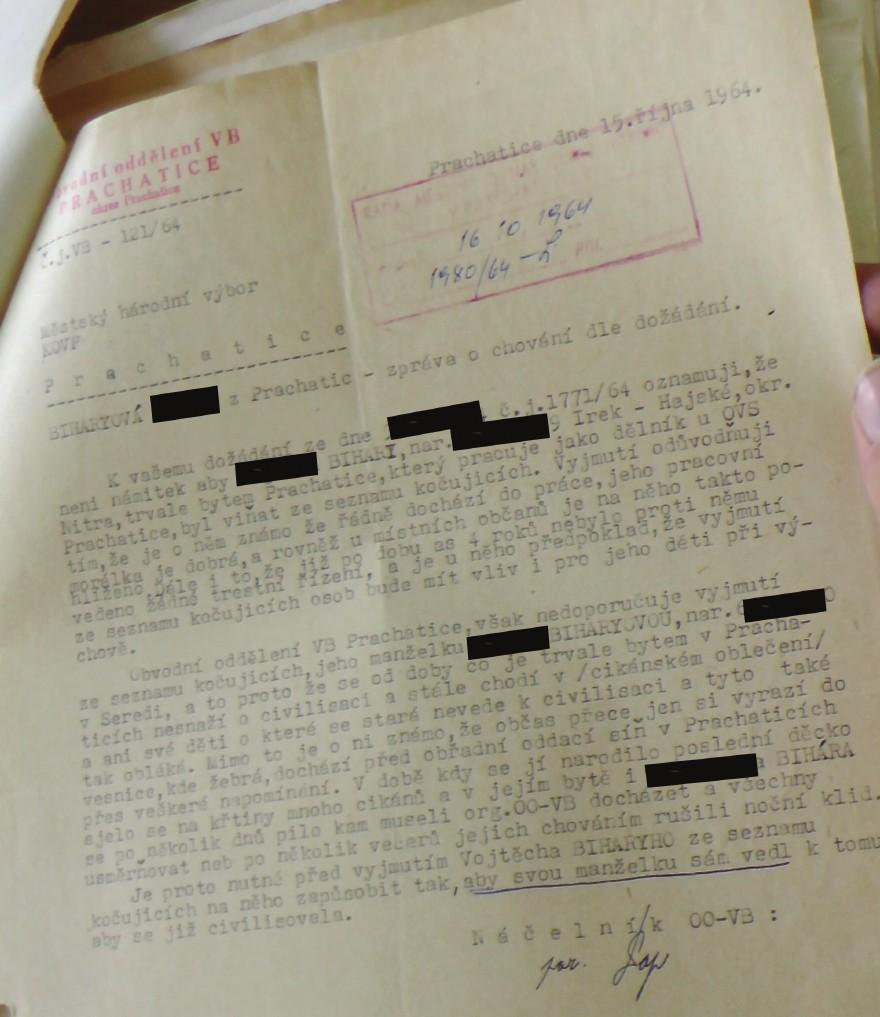 oddělení VB
PRACHATICE
okres Prachatice
Prachatice dne 15.října 1964.
16 10 1964
1980/64
č.j.VB - 121/64
Městský národní výbor
KOVP
P r a c h a t i c e
BIHARYOVÁ z Prachatic - zpráva o chování dle dožádání.
K vašemu dožádání ze dne č.j.1771/64 oznamuji,že
není námitek aby BIHARI,nar. 9 Irek - Hajské,okr.
Nitra,trvale bytem Prachatice,který pracuje jako dělník u OVS
Prachatice,byl viňat ze seznamu kočujících. Vyjmutí odůvodňuji
tím,že je o něm známo že řádně dochází do práce,jeho pracovní
morálka je dobrá,a rovněž u místních občanů je na něho takto po-
hlíženo,Dále i to,že již po dobu as 4 roků nebylo proti němu
vedeno žádné trestní řízení, a je u něho předpoklad,že vyjmutí
ze seznamu kočujících osob bude mít vliv i pro jeho děti při vý-
chově.
Obvodní oddělení VB Prachatice,však nedoporučuje vyjmutí
ze seznamu kočujících,jeho manželku BIHARYOVOU,nar.
v Seredi, a to proto že se od doby co je trvale bytem v Pracha-
ticích nesnaží o civilisaci a stále chodí v /cikánském oblečení/
a ani své děti o které se stará nevede k civilisaci a tyto také
tak obláká. Mimo to je o ni známo,že občas přece jen si vyrazí do
vesnice,kde žebrá,dochází před obřadní oddací síň v Prachaticích
přes veškeré napomínání. V době kdy se jí narodilo poslední děcko
sjelo se na křtiny mnoho cikánů a v jejím bytě i a BIHÁRA
se po několik dnů pilo kam museli org.OO-VB docházet a všechny
usměrňovat neb po několik večerů jejich chováním rušili noční klid.
Je proto nutné před vyjmutím Vojtěcha BIHARYHO ze seznamu
kočujících na něho zapůsobit tak,aby svou manželku sám vedl k tomu
aby se již civilisovala.
N á č e l n í k OO-VB :